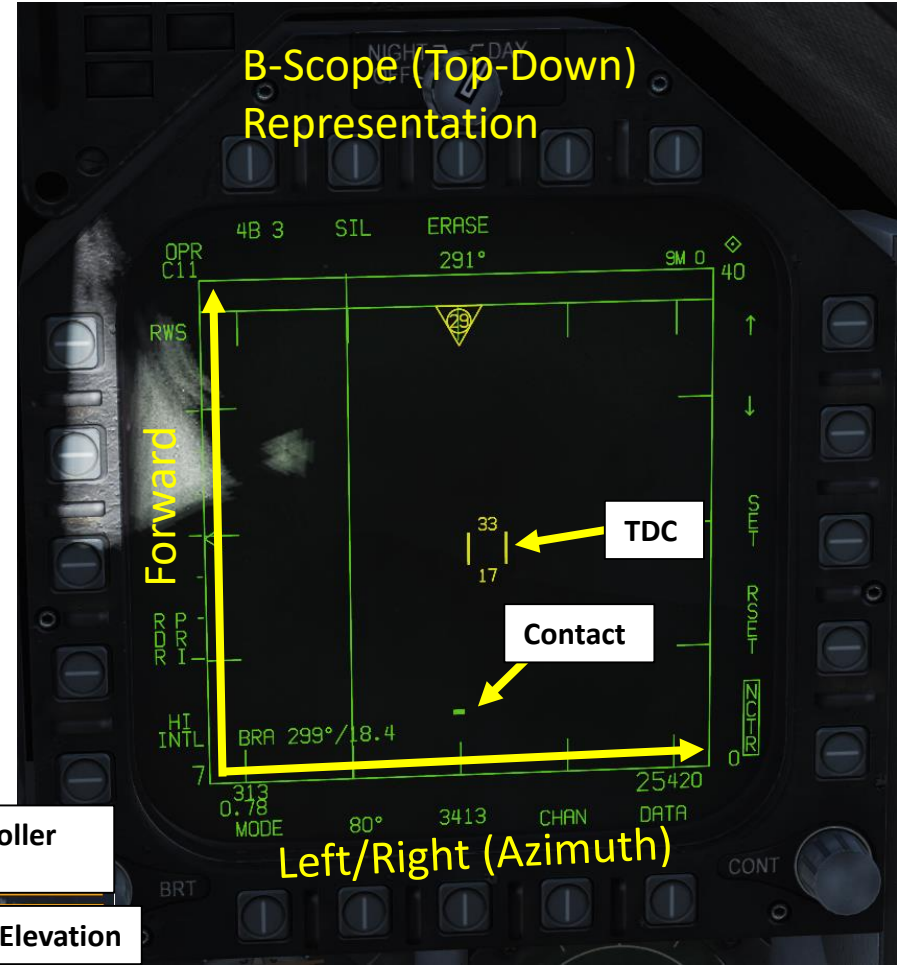 B-Scope (Top-Down)
Representation
NIGHT
DAY
OFF
4B 3
SIL
ERASE
OPR
C11
291°
9M 0
40
RWS
29
Forward
33
TDC
17
SET
RSET
Contact
RDR
PRI
NCTR
HI
INTL
BRA 299°/18.4
7
0
313
0.78
25420
MODE
80°
3413
CHAN
DATA
oller
Left/Right (Azimuth)
BRT
CONT
Elevation